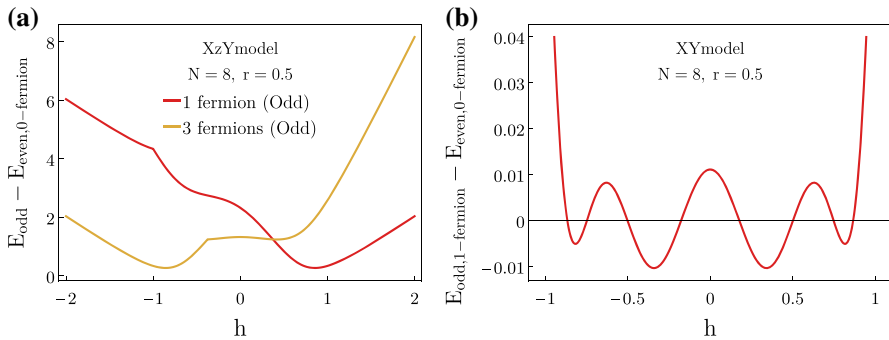 (a)
XzYmodel
N = 8, r = 0.5
1 fermion (Odd)
3 fermions (Odd)
E_odd − E_even,0−fermion
8
6
4
2
0
−2
−1
0
1
2
h
(b)
XYmodel
N = 8, r = 0.5
E_odd,1−fermion − E_even,0−fermion
0.04
0.03
0.02
0.01
0
−0.01
−1
−0.5
0
0.5
1
h